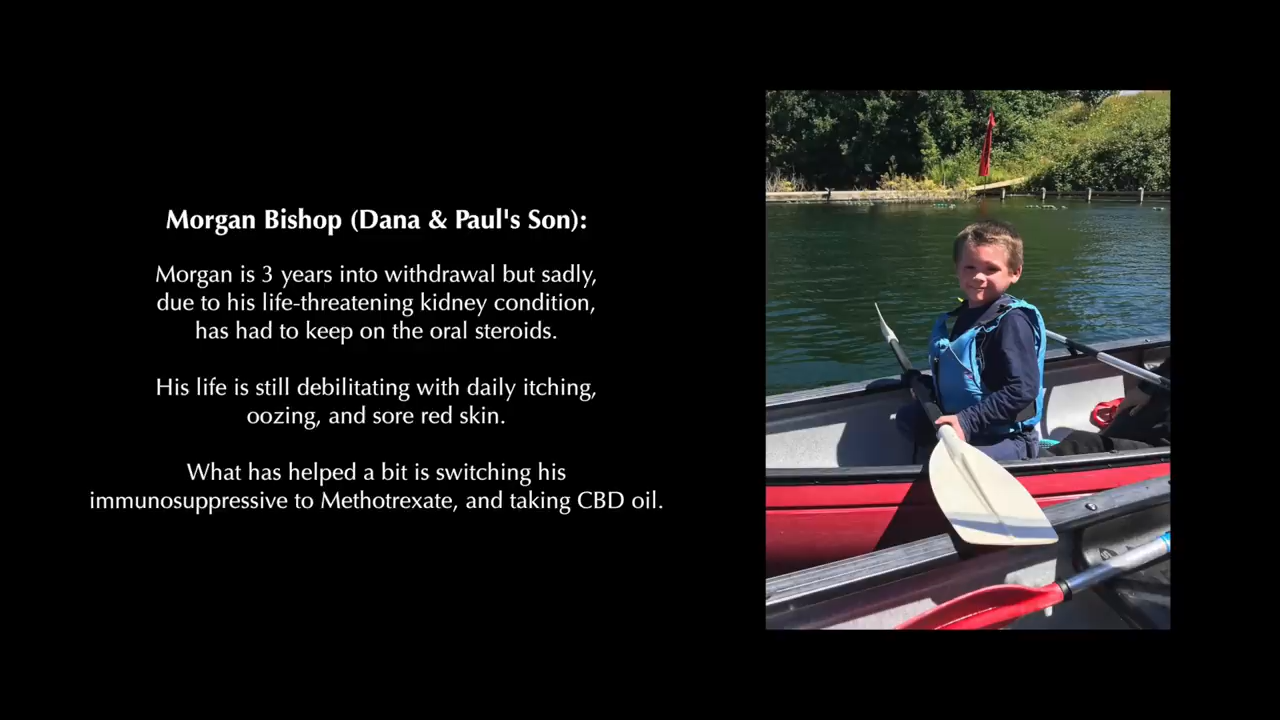 Morgan Bishop (Dana & Paul's Son):
Morgan is 3 years into withdrawal but sadly,
due to his life-threatening kidney condition,
has had to keep on the oral steroids.
His life is still debilitating with daily itching,
oozing, and sore red skin.
What has helped a bit is switching his
immunosuppressive to Methotrexate, and taking CBD oil.